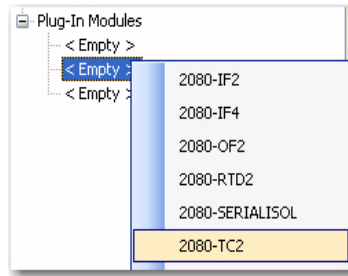 Plug-In Modules
< Empty >
< Empty >
< Empty >
2080-IF2
2080-IF4
2080-OF2
2080-RTD2
2080-SERIALISOL
2080-TC2